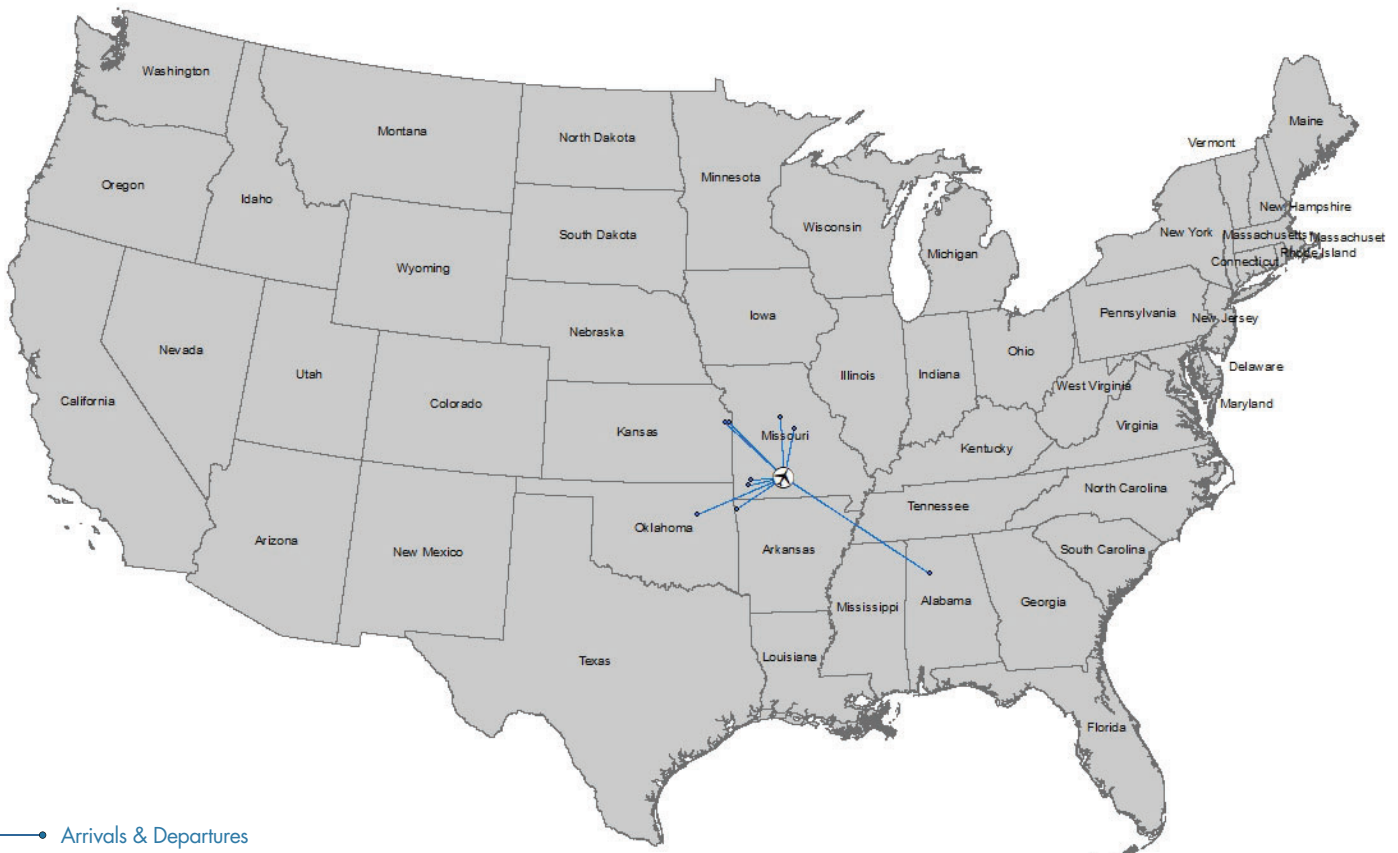 Washington
Montana
North Dakota
Minnesota
Maine
Vermont
Oregon
Idaho
South Dakota
Wisconsin
Michigan
New York
New Hampshire
Massachusetts
Massachuset
Rhode Island
Connecticut
Wyoming
Nebraska
Iowa
Pennsylvania
New Jersey
Nevada
Utah
Colorado
Illinois
Indiana
Ohio
Delaware
West Virginia
Maryland
California
Kansas
Missouri
Kentucky
Virginia
Arizona
New Mexico
Oklahoma
Arkansas
Tennessee
North Carolina
South Carolina
Texas
Louisiana
Mississippi
Alabama
Georgia
Florida
Arrivals & Departures